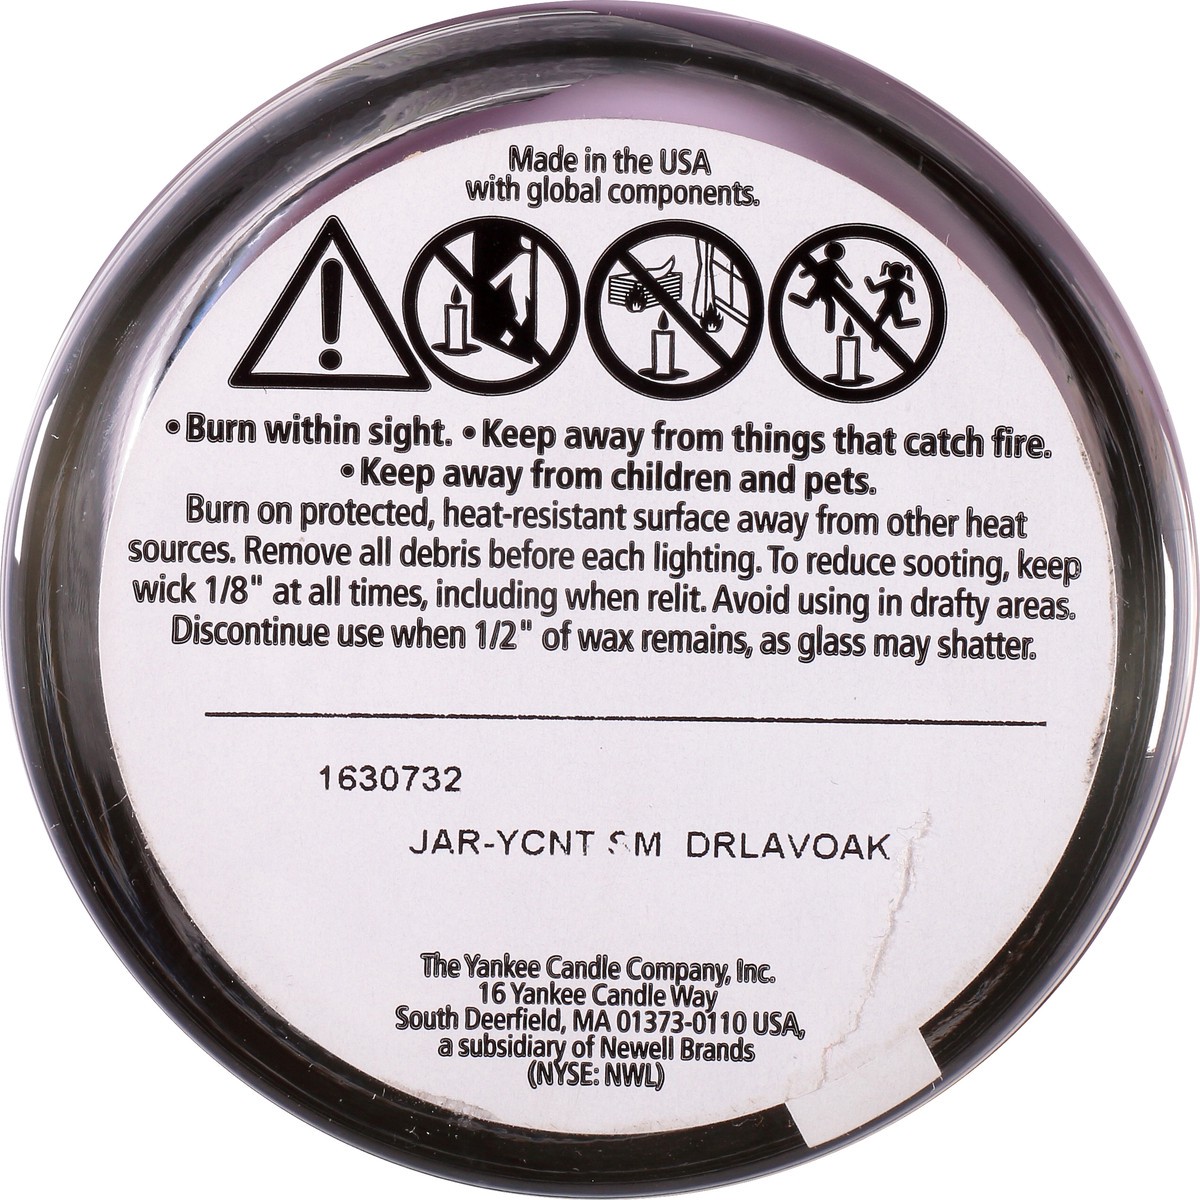 Made in the USA
with global components.
• Burn within sight. • Keep away from things that catch fire.
• Keep away from children and pets.
Burn on protected, heat-resistant surface away from other heat
sources. Remove all debris before each lighting. To reduce sooting, keep
wick 1/8" at all times, including when relit. Avoid using in drafty areas.
Discontinue use when 1/2" of wax remains, as glass may shatter.
1630732
JAR-YCNT SM DRLAVOAK
The Yankee Candle Company, Inc.
16 Yankee Candle Way
South Deerfield, MA 01373-0110 USA,
a subsidiary of Newell Brands
(NYSE: NWL)